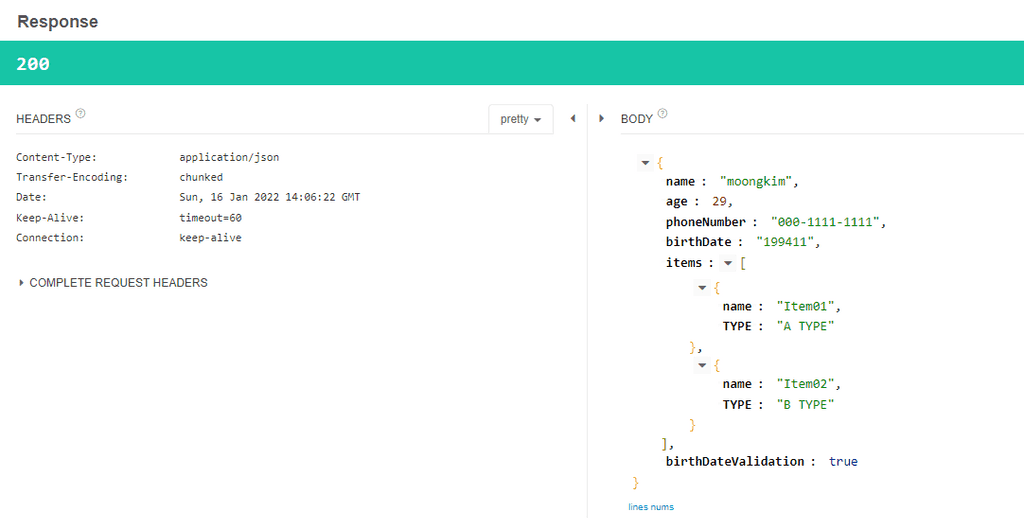 Response
200
HEADERS
pretty
Content-Type: application/json
Transfer-Encoding: chunked
Date: Sun, 16 Jan 2022 14:06:22 GMT
Keep-Alive: timeout=60
Connection: keep-alive
COMPLETE REQUEST HEADERS
BODY
{
name : "moongkim",
age : 29,
phoneNumber : "000-1111-1111",
birthDate : "199411",
items : [
{
name : "Item01",
TYPE : "A TYPE"
},
{
name : "Item02",
TYPE : "B TYPE"
}
],
birthDateValidation : true
}
lines nums